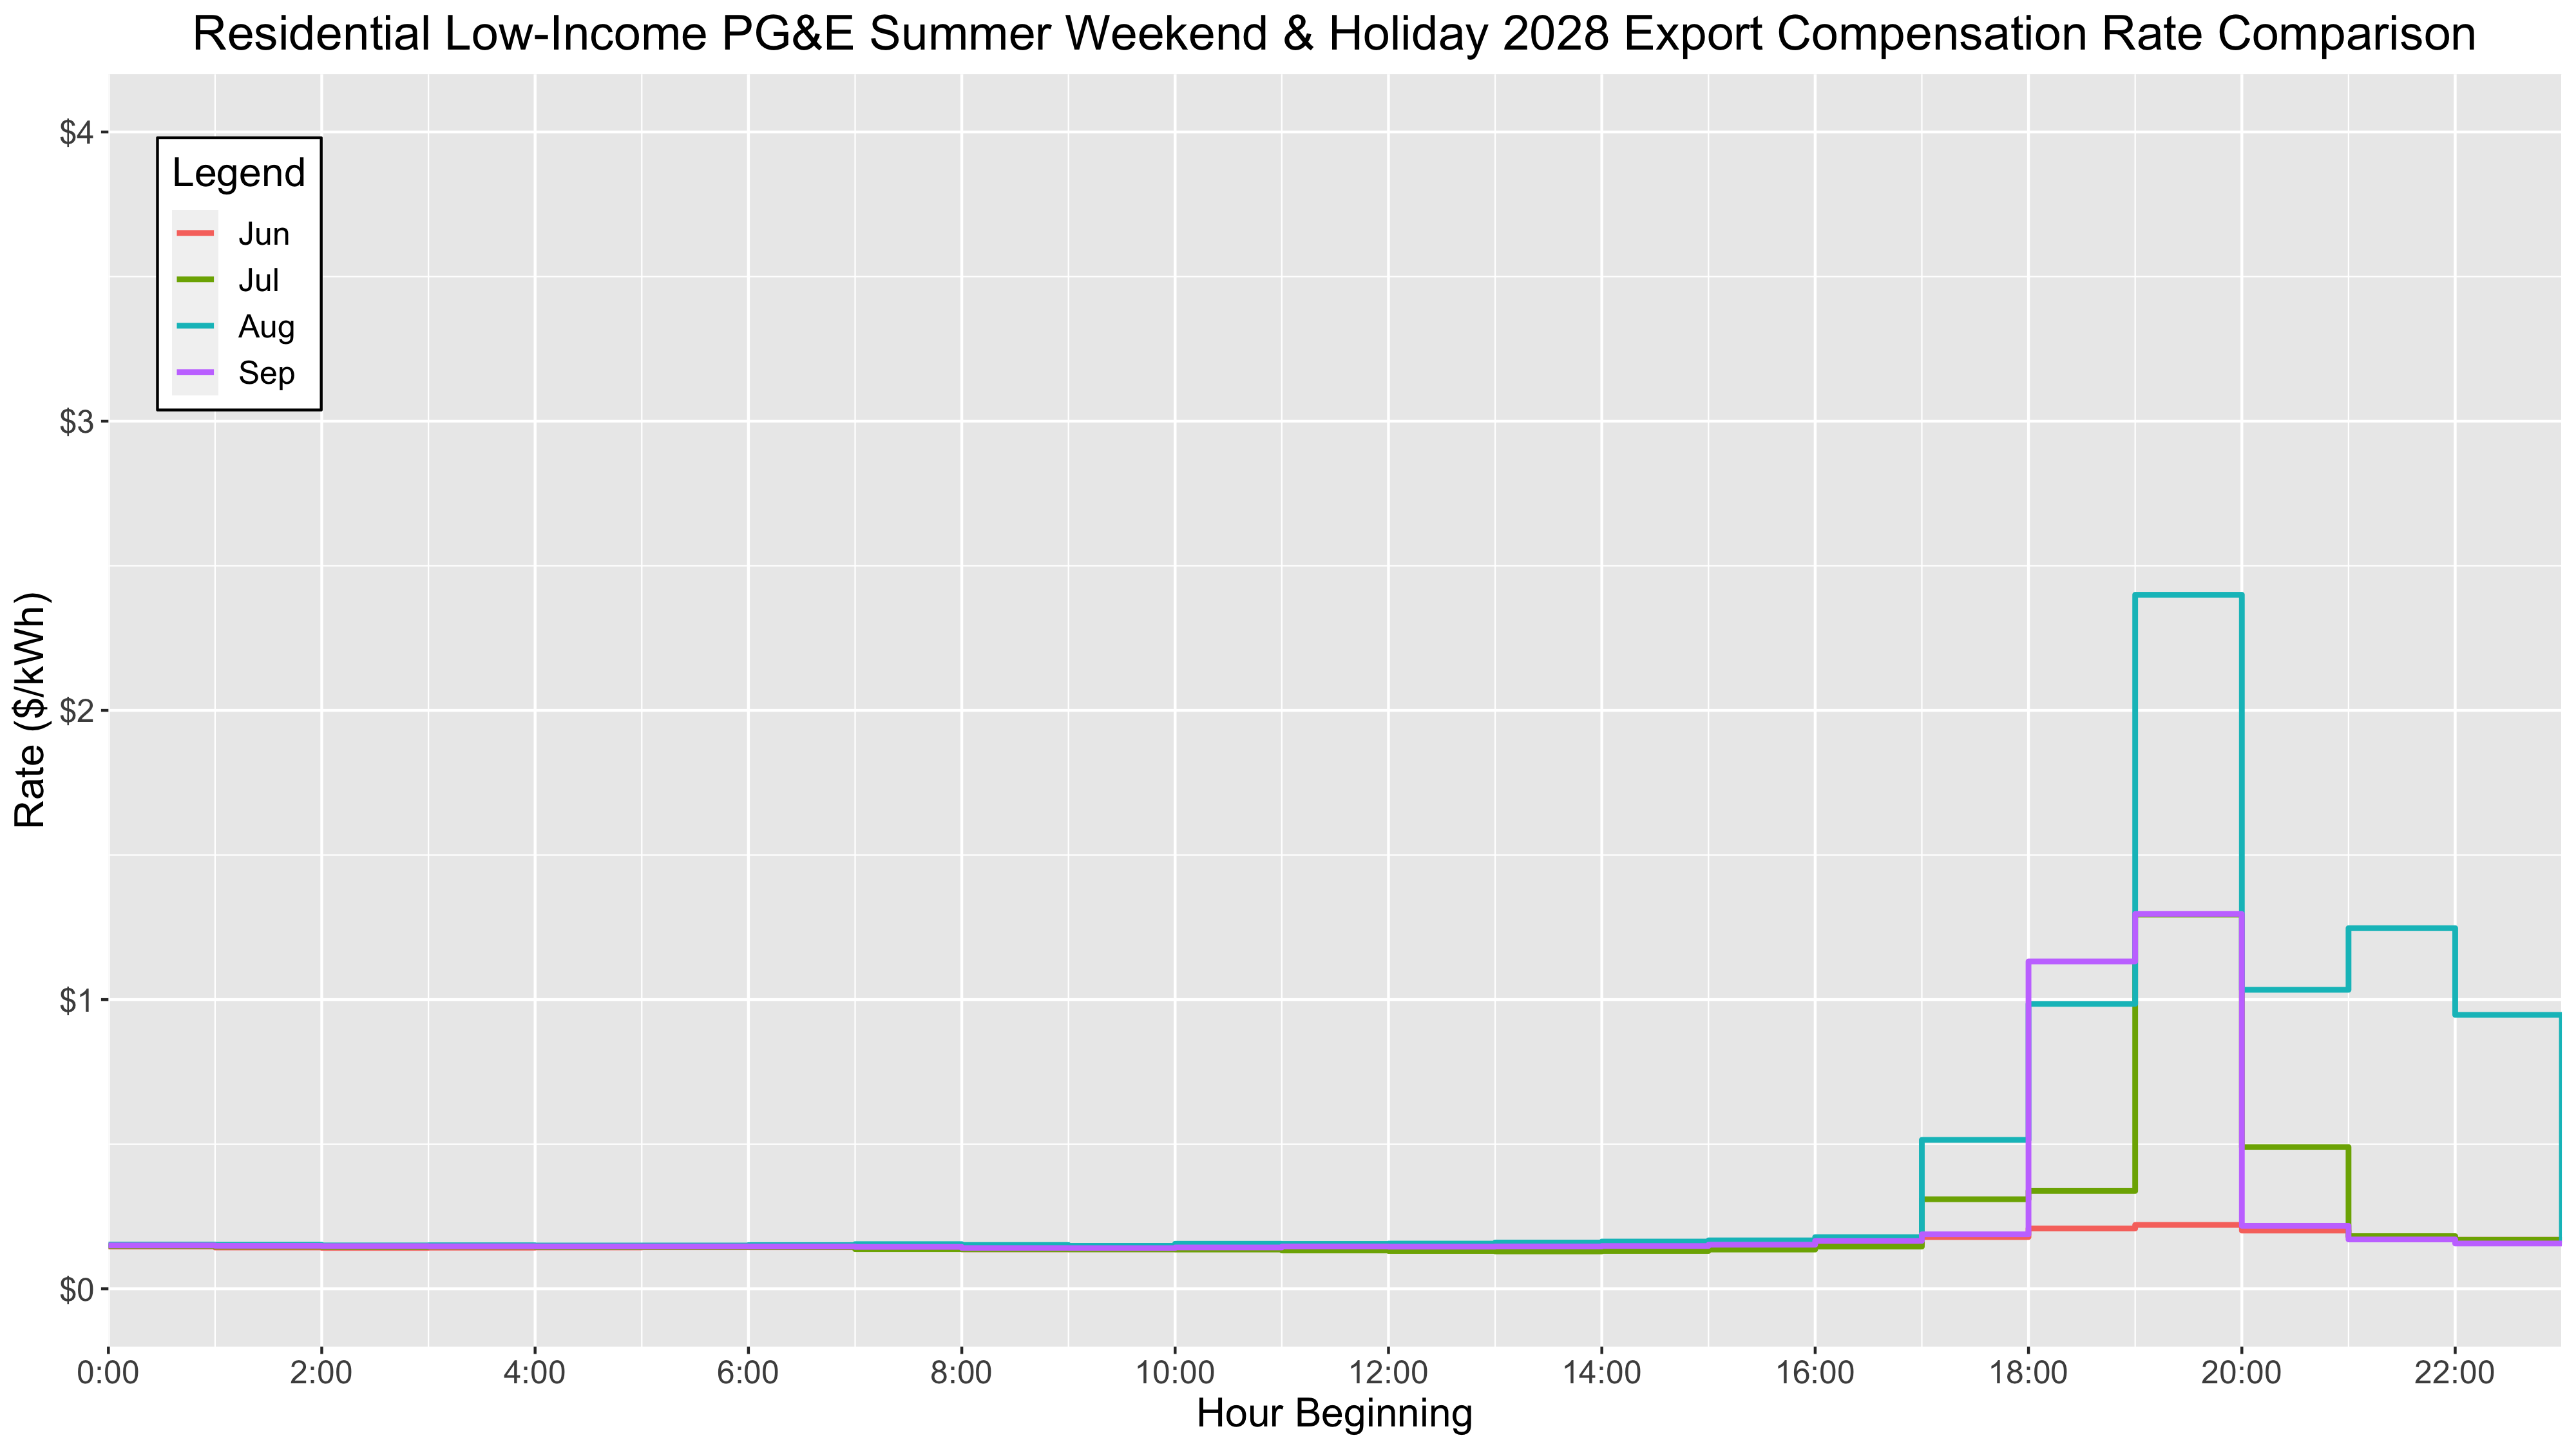 Residential Low-Income PG&E Summer Weekend & Holiday 2028 Export Compensation Rate Comparison
$4
Legend
Jun
Jul
Aug
Sep
$3
Rate ($/kWh)
$2
$1
$0
0:00 2:00 4:00 6:00 8:00 10:00 12:00 14:00 16:00 18:00 20:00 22:00
Hour Beginning